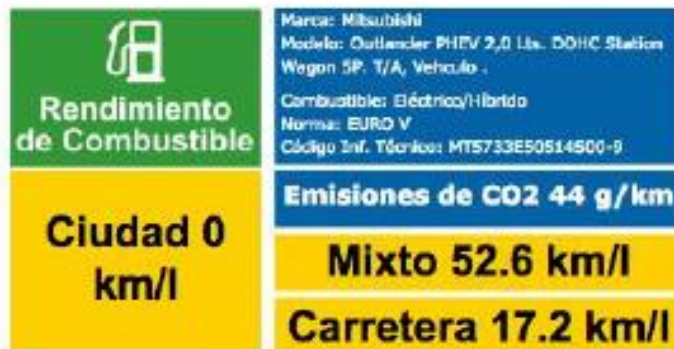 Rendimiento
de Combustible
Marca: Mitsubishi
Modelo: Outlander PHEV 2,0 Lts. DOHC Station
Wagon 5P. T/A, Vehculo .
Combustible: Eléctrico/Híbrido
Norma: EURO V
Código Inf. Técnico: MT5733E50514500-9
Emisiones de CO2 44 g/km
Ciudad 0
km/l
Mixto 52.6 km/l
Carretera 17.2 km/l